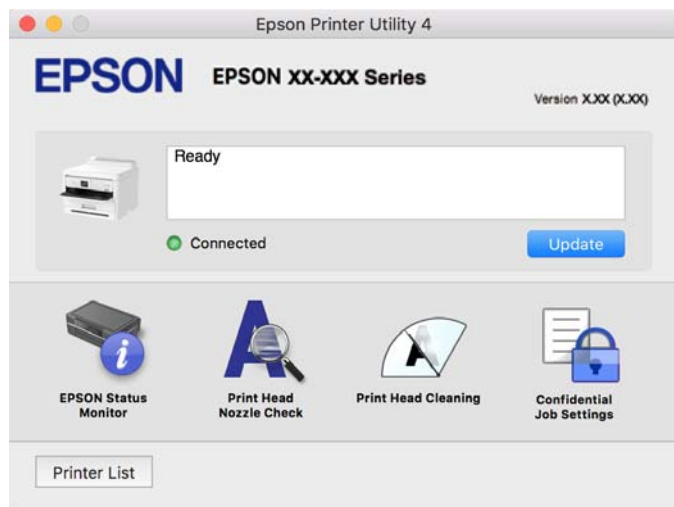 Epson Printer Utility 4
EPSON
EPSON XX-XXX Series
Version X.XX (X.XX)
Ready
Connected
Update
EPSON Status
Monitor
Print Head
Nozzle Check
Print Head Cleaning
Confidential
Job Settings
Printer List